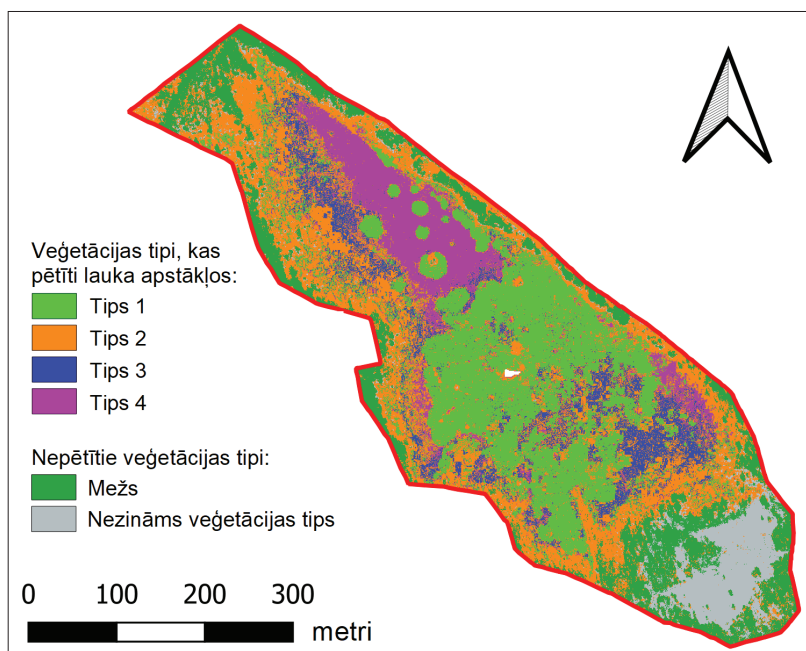 Veģetācijas tipi, kas
pētīti lauka apstākļos:
Tips 1
Tips 2
Tips 3
Tips 4
Nepētītie veģetācijas tipi:
Mežs
Nezināms veģetācijas tips
0 100 200 300
metri